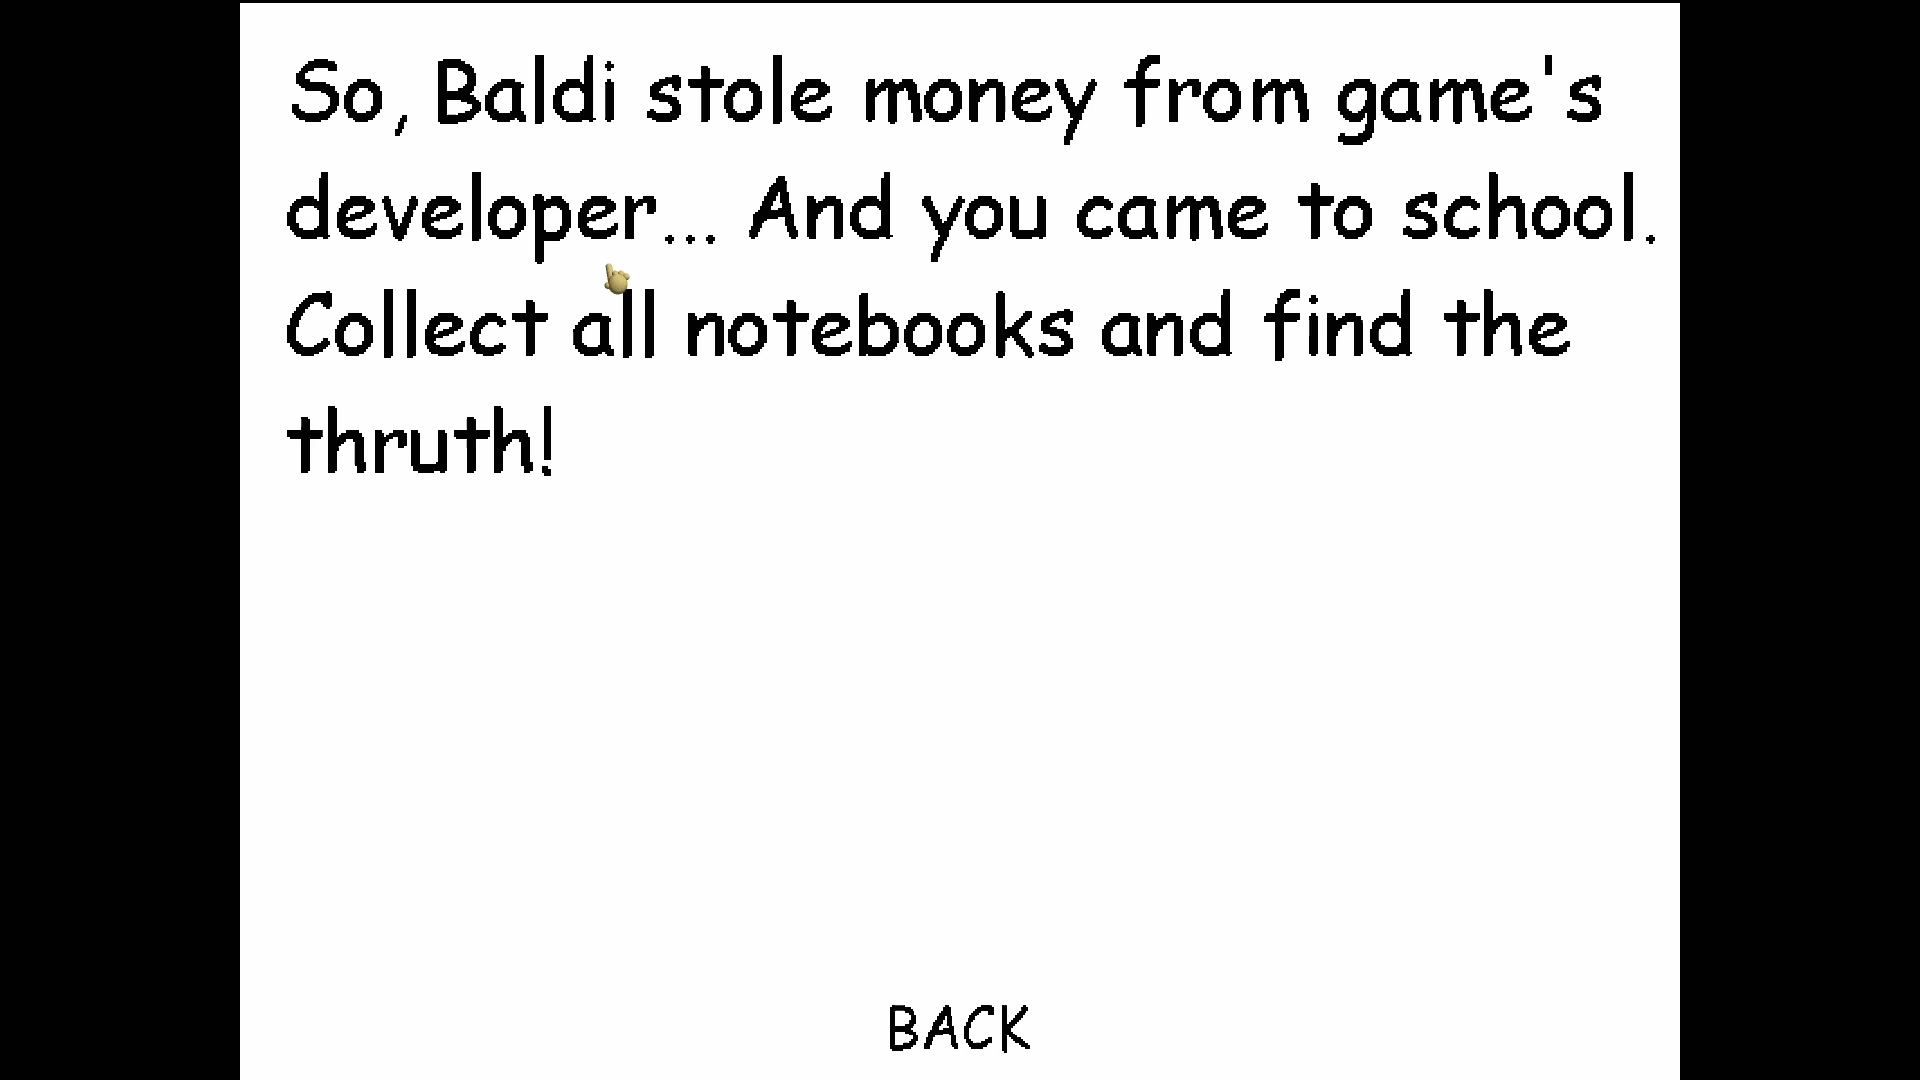 So, Baldi stole money from game's
developer... And you came to school.
Collect all notebooks and find the
thruth!
BACK